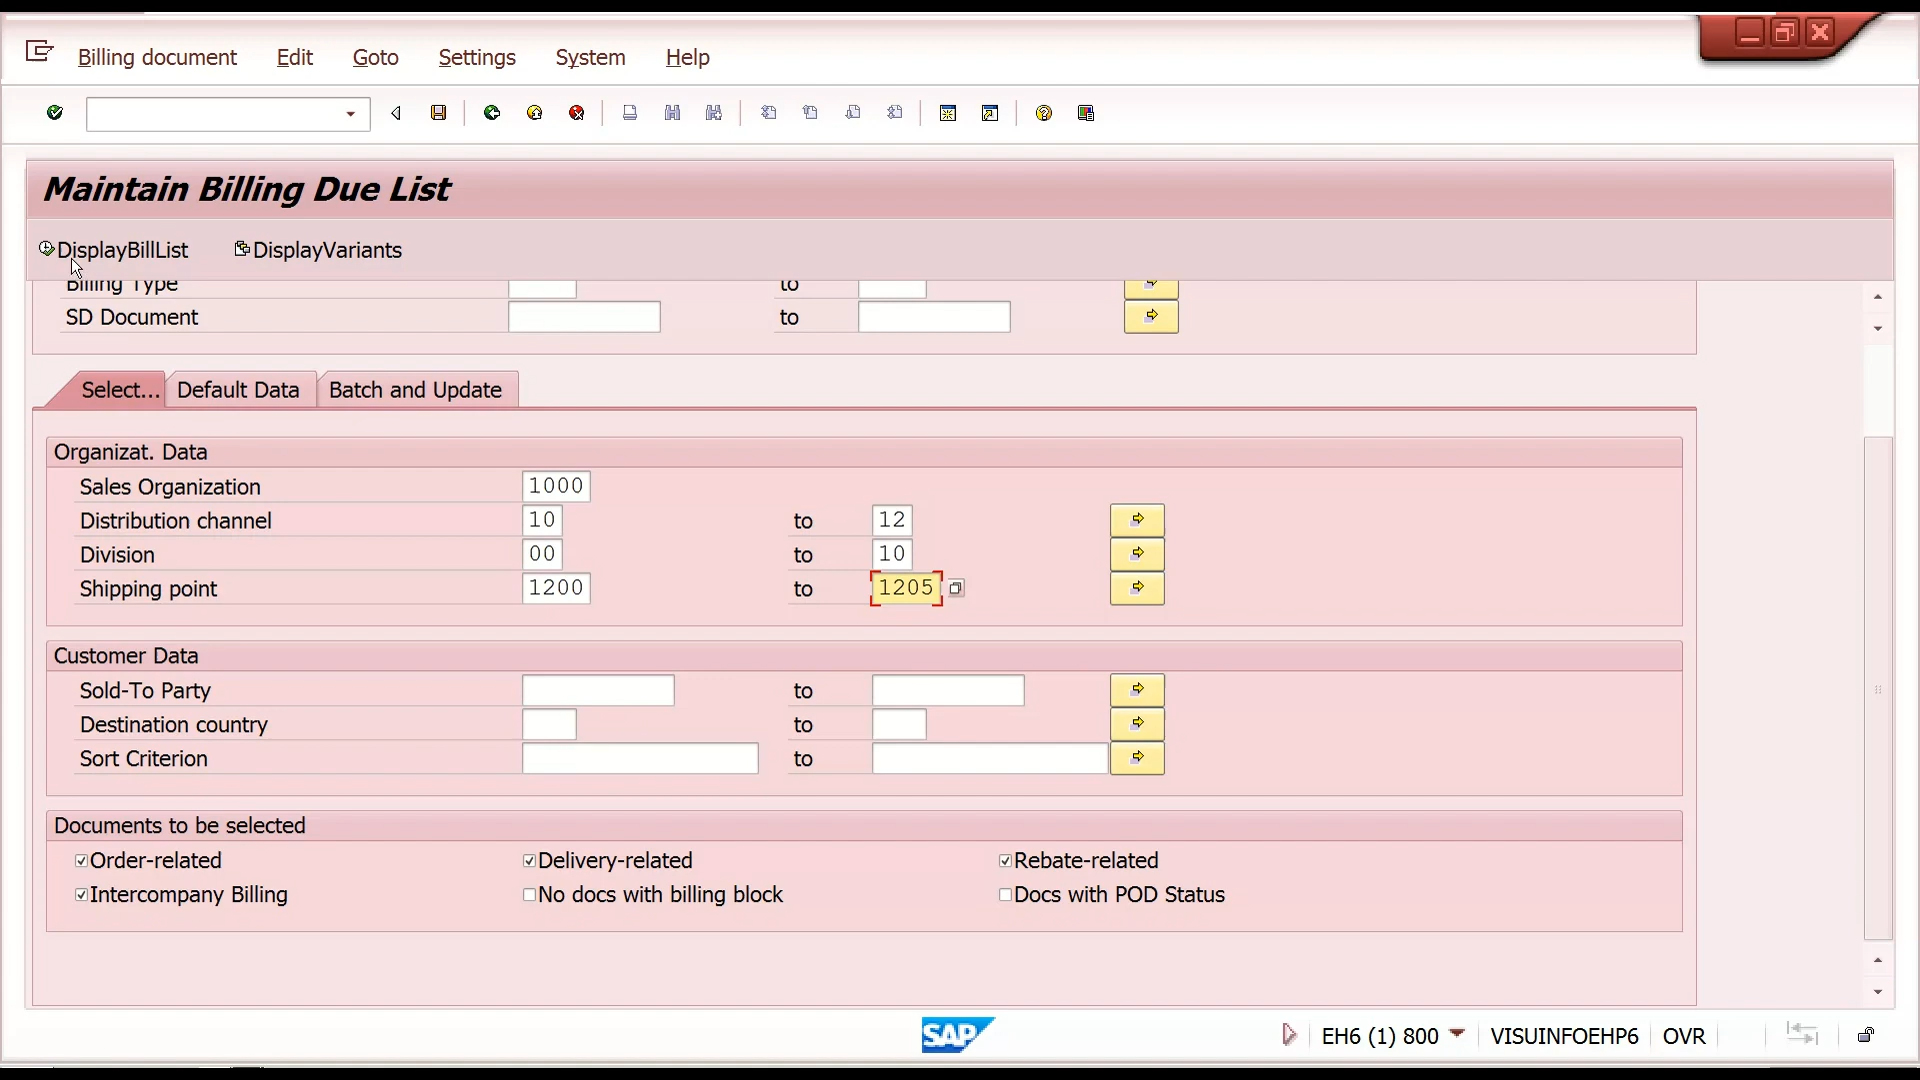 Billing document Edit Goto Settings System Help
Maintain Billing Due List
DisplayBillList DisplayVariants
Billing Type to
SD Document to
Select... Default Data Batch and Update
Organizat. Data
Sales Organization 1000
Distribution channel 10 to 12
Division 00 to 10
Shipping point 1200 to 1205
Customer Data
Sold-To Party to
Destination country to
Sort Criterion to
Documents to be selected
Order-related Delivery-related Rebate-related
Intercompany Billing No docs with billing block Docs with POD Status
SAP EH6 (1) 800 VISUINFOEHP6 OVR